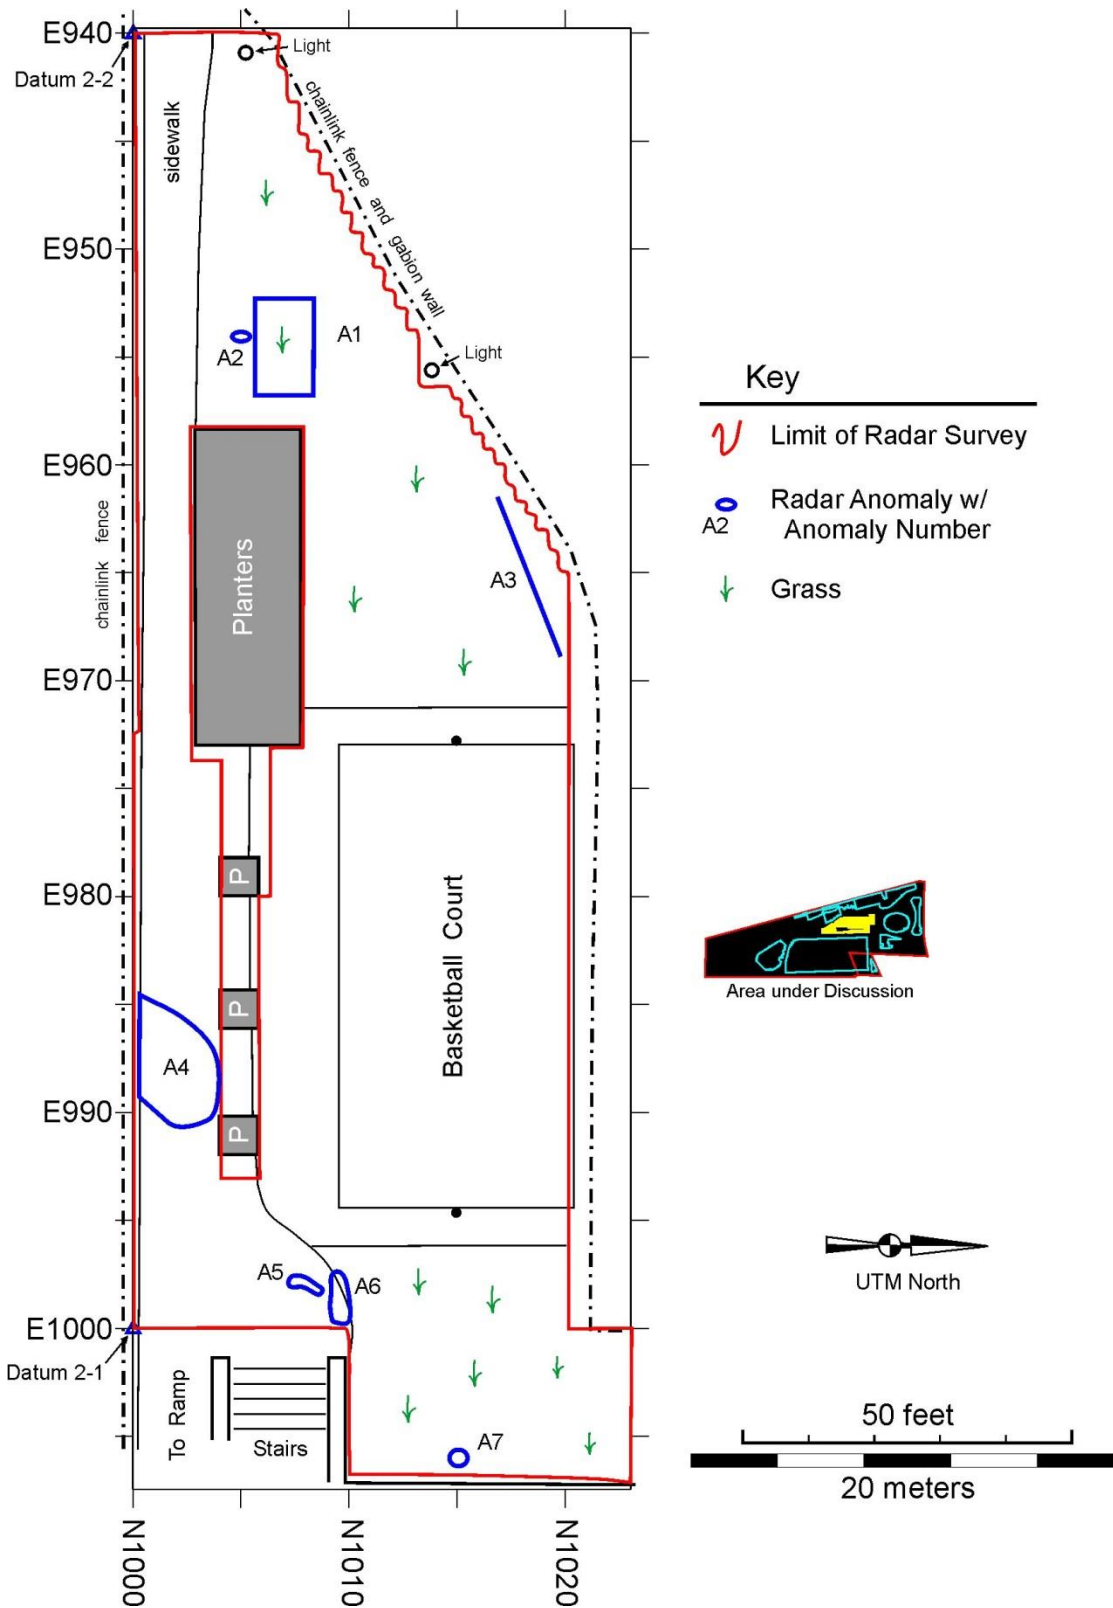 E940
Datum 2-2
Light
sidewalk
chainlink fence and gabion wall
E950
A1
A2
Light
Key
Limit of Radar Survey
Radar Anomaly w/
Anomaly Number
A2
Grass
E960
chainlink fence
Planters
A3
E970
E980
P
Basketball Court
Area under Discussion
P
A4
E990
P
UTM North
A5
A6
E1000
Datum 2-1
To Ramp
Stairs
A7
50 feet
20 meters
N1000
N1010
N1020